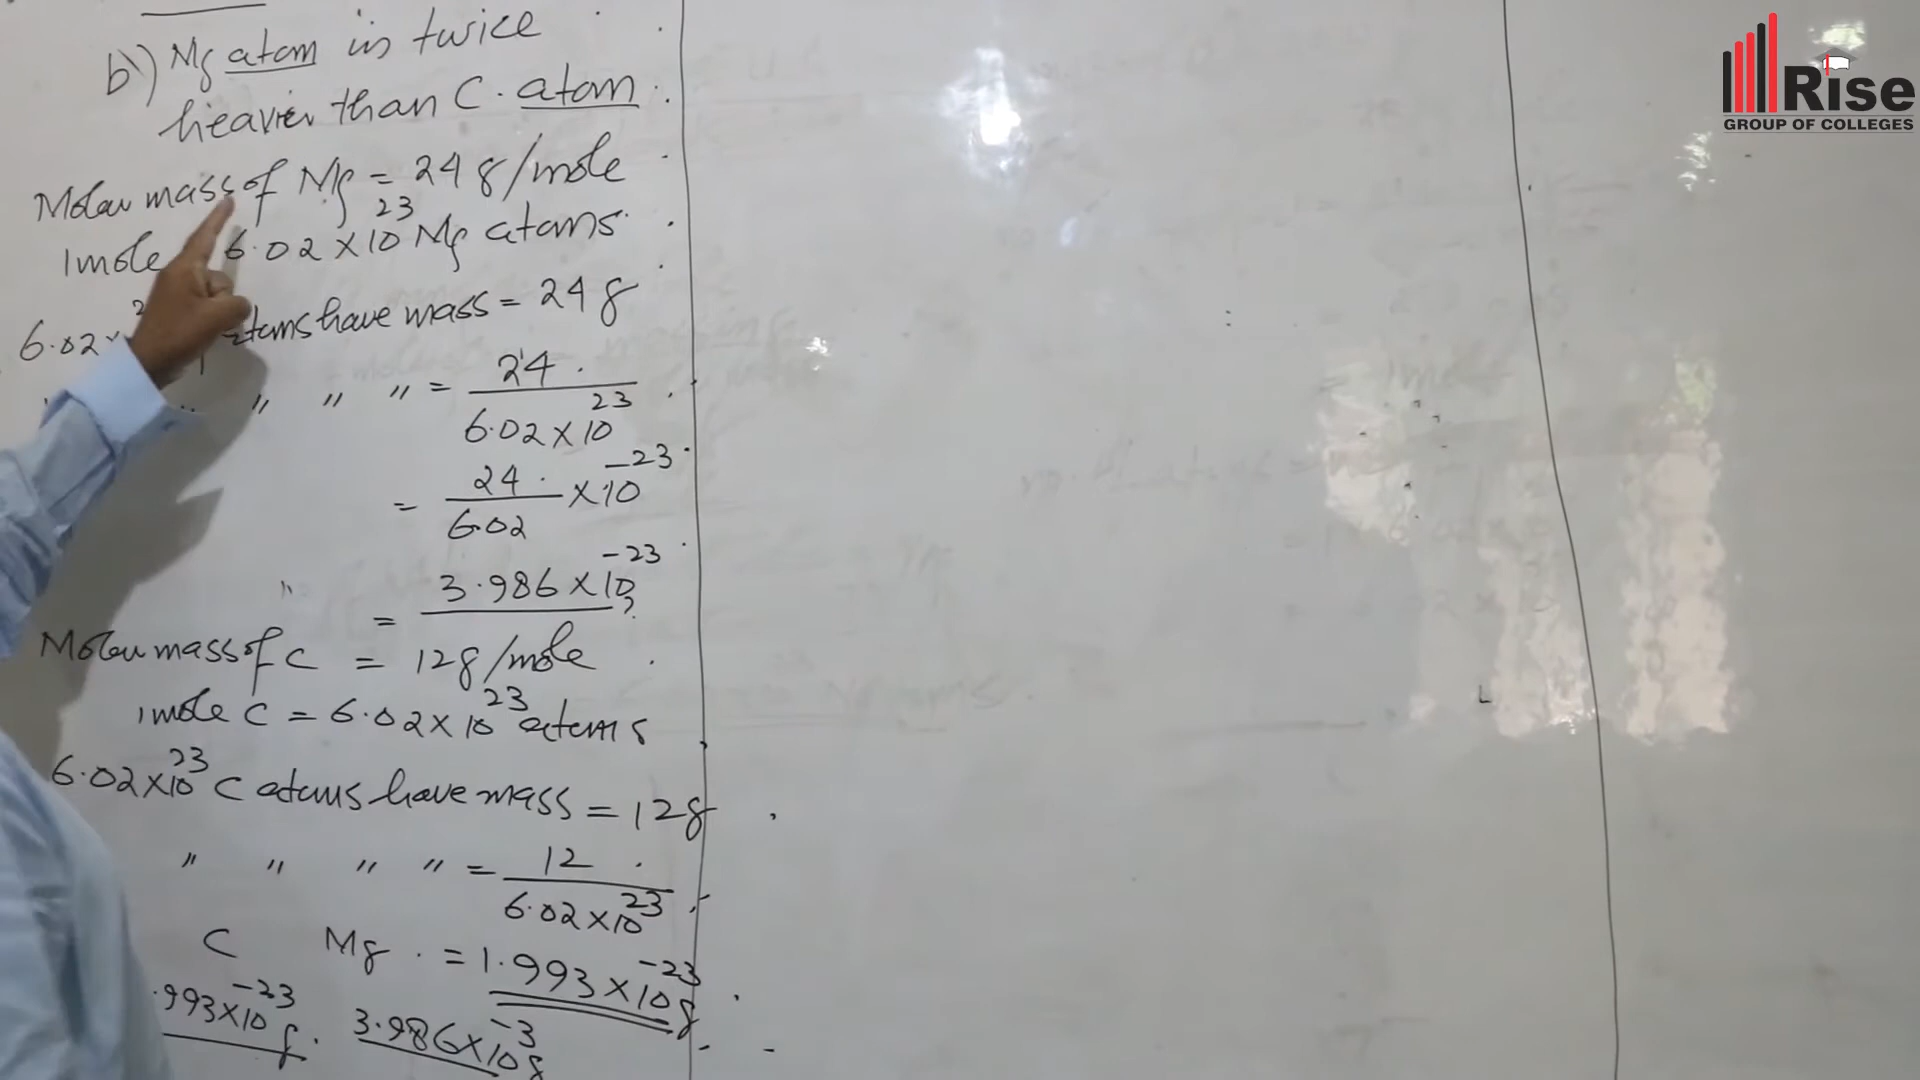 b) Mg atom is twice
heavier than C. atom.
Molar mass of Mg = 24 g/mole
1 mole 6.02 × 10^23 Mg atoms.
6.02 × atoms have mass = 24 g
" " " = 24 / 6.02 × 10^23
= 24 / 6.02 × 10^-23
" = 3.986 × 10^-23
Molar mass of C = 12 g/mole
1 mole C = 6.02 × 10^23 atoms
6.02 × 10^23 C atoms have mass = 12 g
" " " " = 12 / 6.02 × 10^23
= 1.993 × 10^-23 g
C Mg
.993 × 10^-23 g. 3.986 × 10^-3 g
Rise
GROUP OF COLLEGES